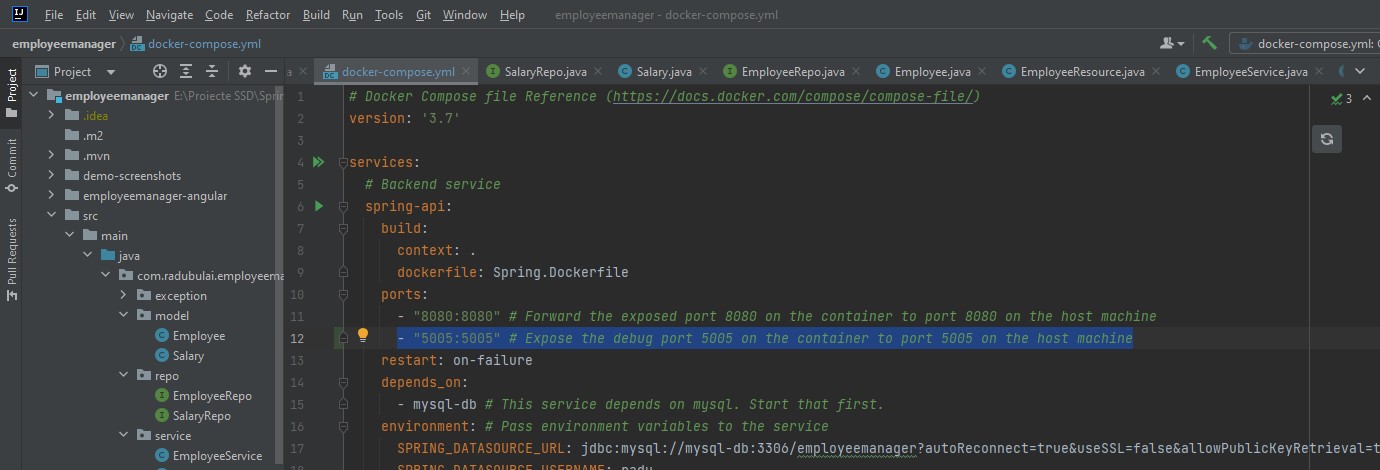 File Edit View Navigate Code Refactor Build Run Tools Git Window Help employeemanager - docker-compose.yml
employeemanager docker-compose.yml docker-compose.yml:
Project docker-compose.yml SalaryRepo.java Salary.java EmployeeRepo.java Employee.java EmployeeResource.java EmployeeService.java
Project
Commit
Pull Requests
employeemanager E:\Proiecte SSD\Sprir
.idea
.m2
.mvn
demo-screenshots
employeemanager-angular
src
main
java
com.radubulai.employeema
exception
model
Employee
Salary
repo
EmployeeRepo
SalaryRepo
service
EmployeeService
1 # Docker Compose file Reference (https://docs.docker.com/compose/compose-file/)
2 version: '3.7'
3
4 services:
5 # Backend service
6 spring-api:
7 build:
8 context: .
9 dockerfile: Spring.Dockerfile
10 ports:
11 - "8080:8080" # Forward the exposed port 8080 on the container to port 8080 on the host machine
12 - "5005:5005" # Expose the debug port 5005 on the container to port 5005 on the host machine
13 restart: on-failure
14 depends_on:
15 - mysql-db # This service depends on mysql. Start that first.
16 environment: # Pass environment variables to the service
17 SPRING_DATASOURCE_URL: jdbc:mysql://mysql-db:3306/employeemanager?autoReconnect=true&useSSL=false&allowPublicKeyRetrieval=t
SPRING_DATASOURCE_USERNAME: radu
3